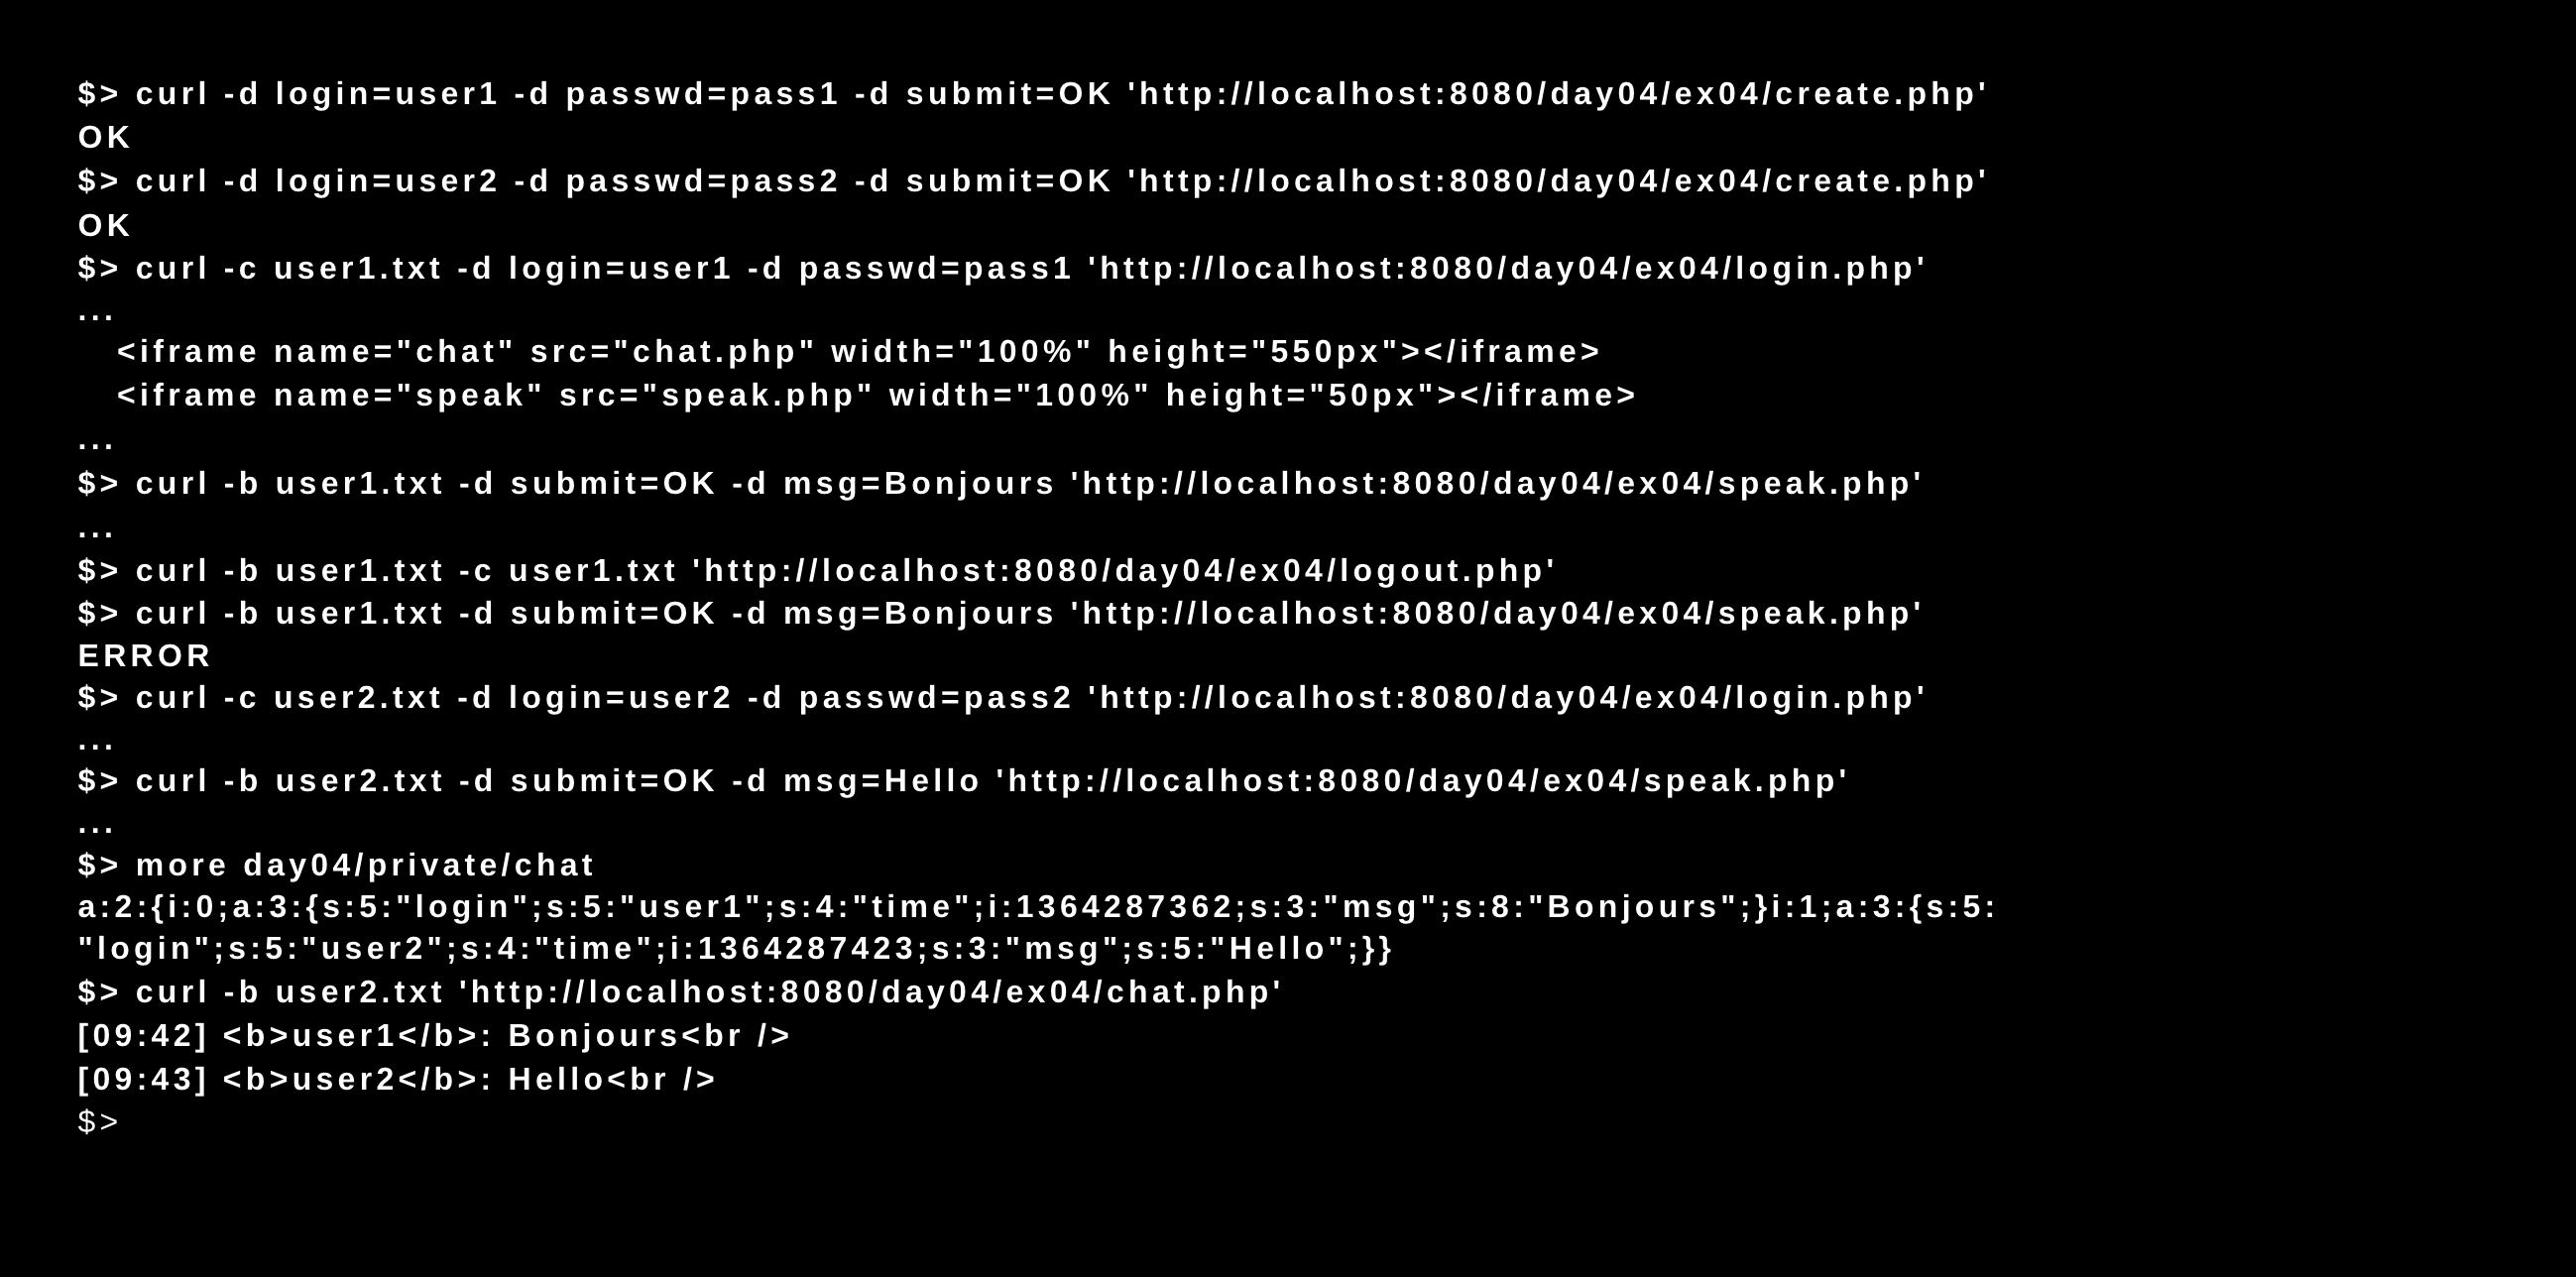 $> curl -d login=user1 -d passwd=pass1 -d submit=OK 'http://localhost:8080/day04/ex04/create.php'
OK
$> curl -d login=user2 -d passwd=pass2 -d submit=OK 'http://localhost:8080/day04/ex04/create.php'
OK
$> curl -c user1.txt -d login=user1 -d passwd=pass1 'http://localhost:8080/day04/ex04/login.php'
...
  <iframe name="chat" src="chat.php" width="100%" height="550px"></iframe>
  <iframe name="speak" src="speak.php" width="100%" height="50px"></iframe>
...
$> curl -b user1.txt -d submit=OK -d msg=Bonjours 'http://localhost:8080/day04/ex04/speak.php'
...
$> curl -b user1.txt -c user1.txt 'http://localhost:8080/day04/ex04/logout.php'
$> curl -b user1.txt -d submit=OK -d msg=Bonjours 'http://localhost:8080/day04/ex04/speak.php'
ERROR
$> curl -c user2.txt -d login=user2 -d passwd=pass2 'http://localhost:8080/day04/ex04/login.php'
...
$> curl -b user2.txt -d submit=OK -d msg=Hello 'http://localhost:8080/day04/ex04/speak.php'
...
$> more day04/private/chat
a:2:{i:0;a:3:{s:5:"login";s:5:"user1";s:4:"time";i:1364287362;s:3:"msg";s:8:"Bonjours";}i:1;a:3:{s:5:
"login";s:5:"user2";s:4:"time";i:1364287423;s:3:"msg";s:5:"Hello";}}
$> curl -b user2.txt 'http://localhost:8080/day04/ex04/chat.php'
[09:42] <b>user1</b>: Bonjours<br />
[09:43] <b>user2</b>: Hello<br />
$>